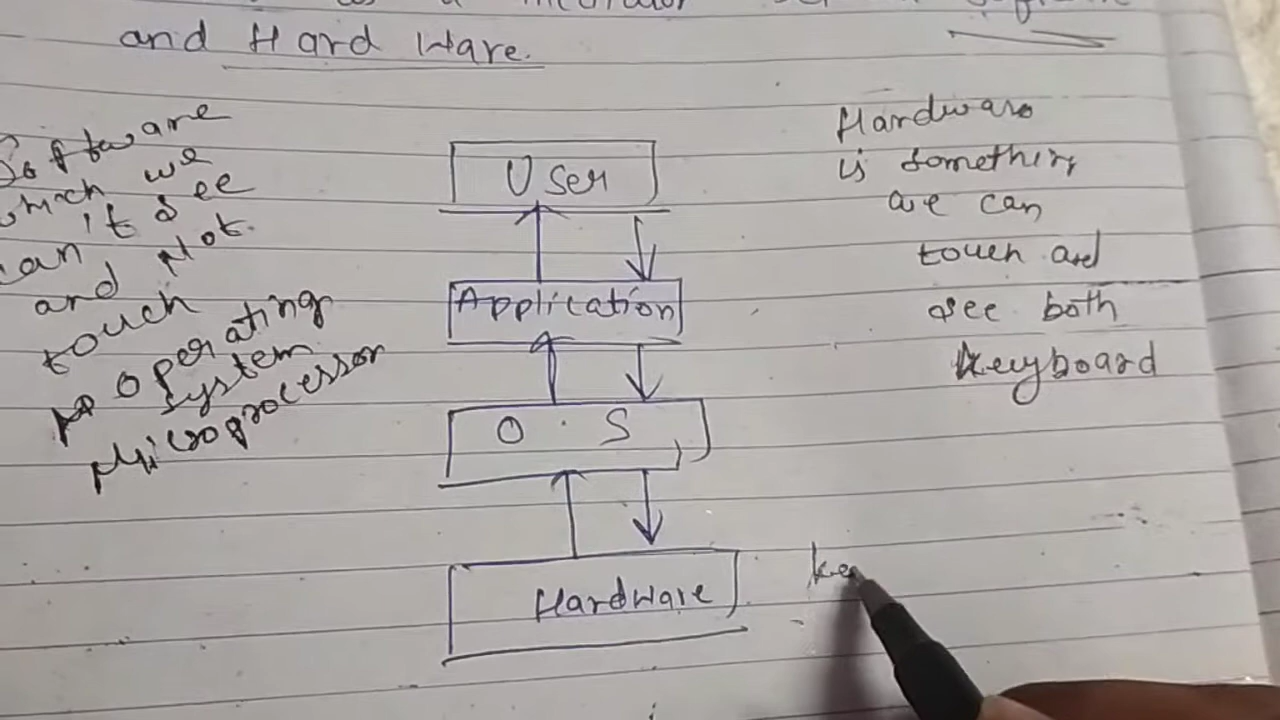 and Hard Ware.
Software
which we
can it see
and Not
touch
operating
system
Microprocessor
User
Application
O.S
Hardware
Hardware
is something
we can
touch and
see both
keyboard
key